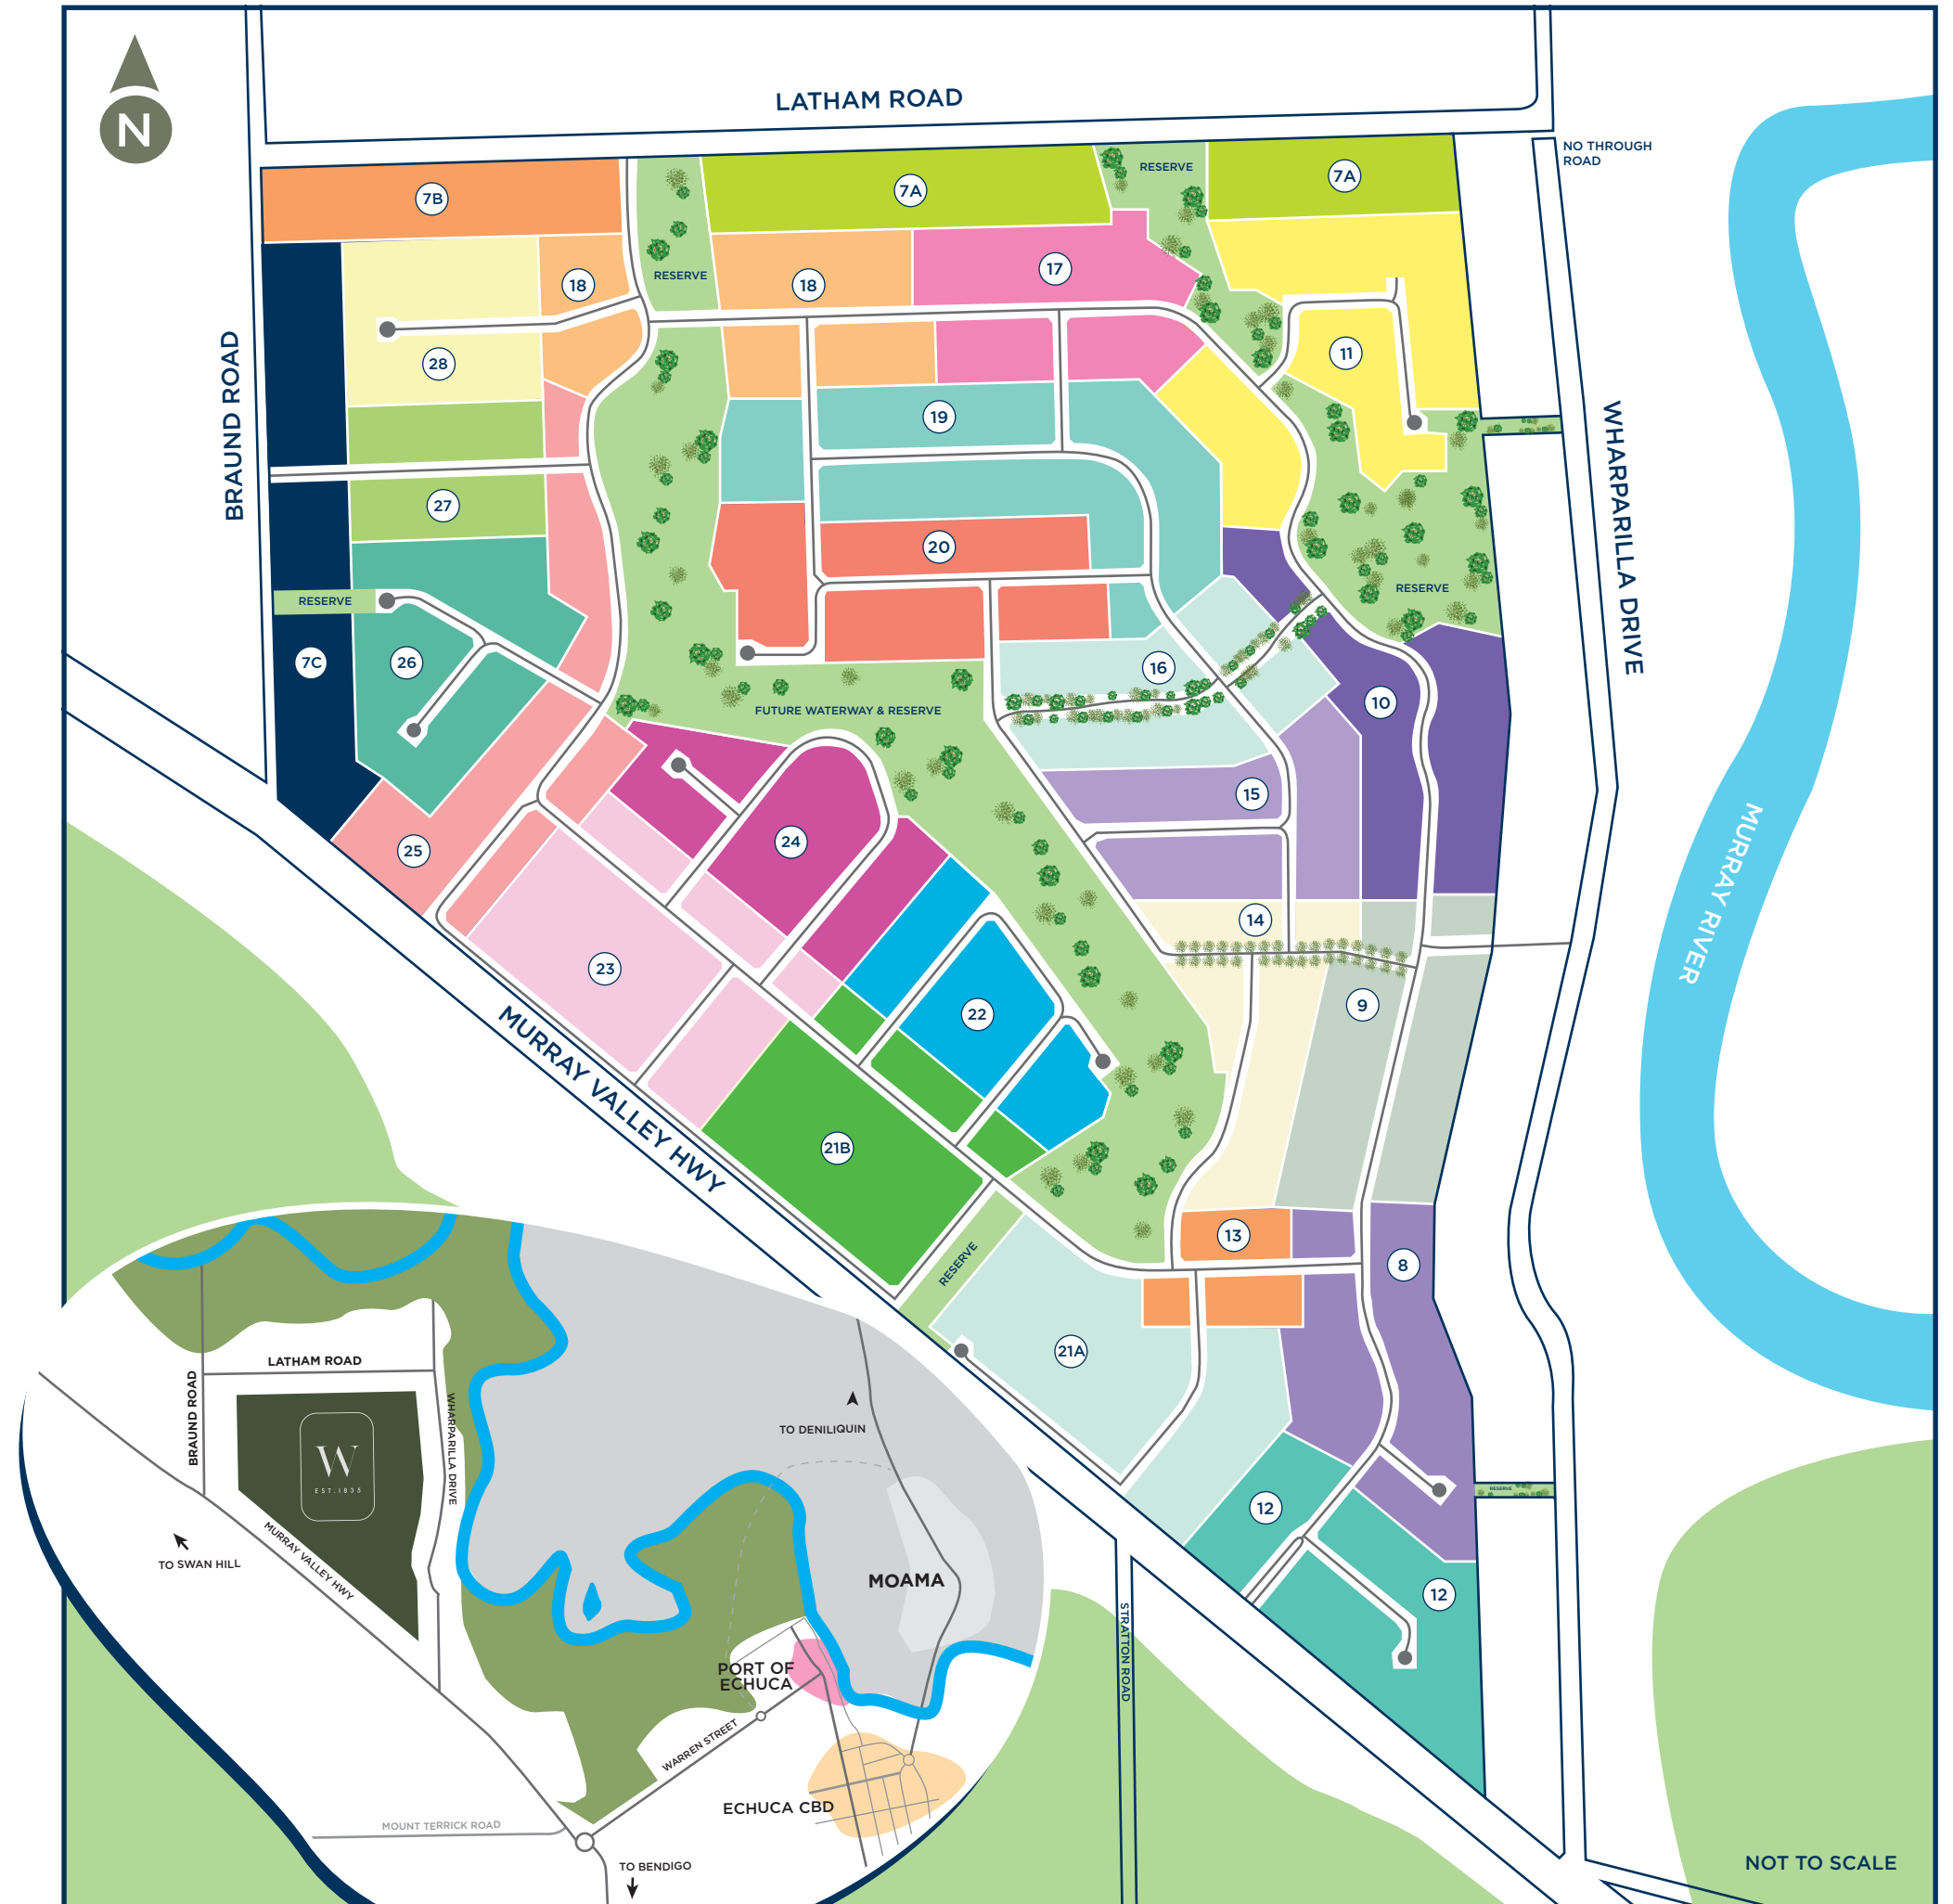 N
LATHAM ROAD
NO THROUGH
ROAD
7B
7A
RESERVE
7A
RESERVE
18
18
17
BRAUND ROAD
28
11
WHARPARILLA DRIVE
19
27
20
RESERVE
RESERVE
7C
26
16
10
FUTURE WATERWAY & RESERVE
15
MURRAY RIVER
25
24
14
23
22
9
MURRAY VALLEY HWY
21B
13
8
RESERVE
21A
RESERVE
12
12
STRATTON ROAD
LATHAM ROAD
BRAUND ROAD
WHARPARILLA DRIVE
W
EST.1835
TO DENILIQUIN
TO SWAN HILL
MURRAY VALLEY HWY
MOAMA
PORT OF
ECHUCA
WARREN STREET
ECHUCA CBD
MOUNT TERRICK ROAD
TO BENDIGO
NOT TO SCALE